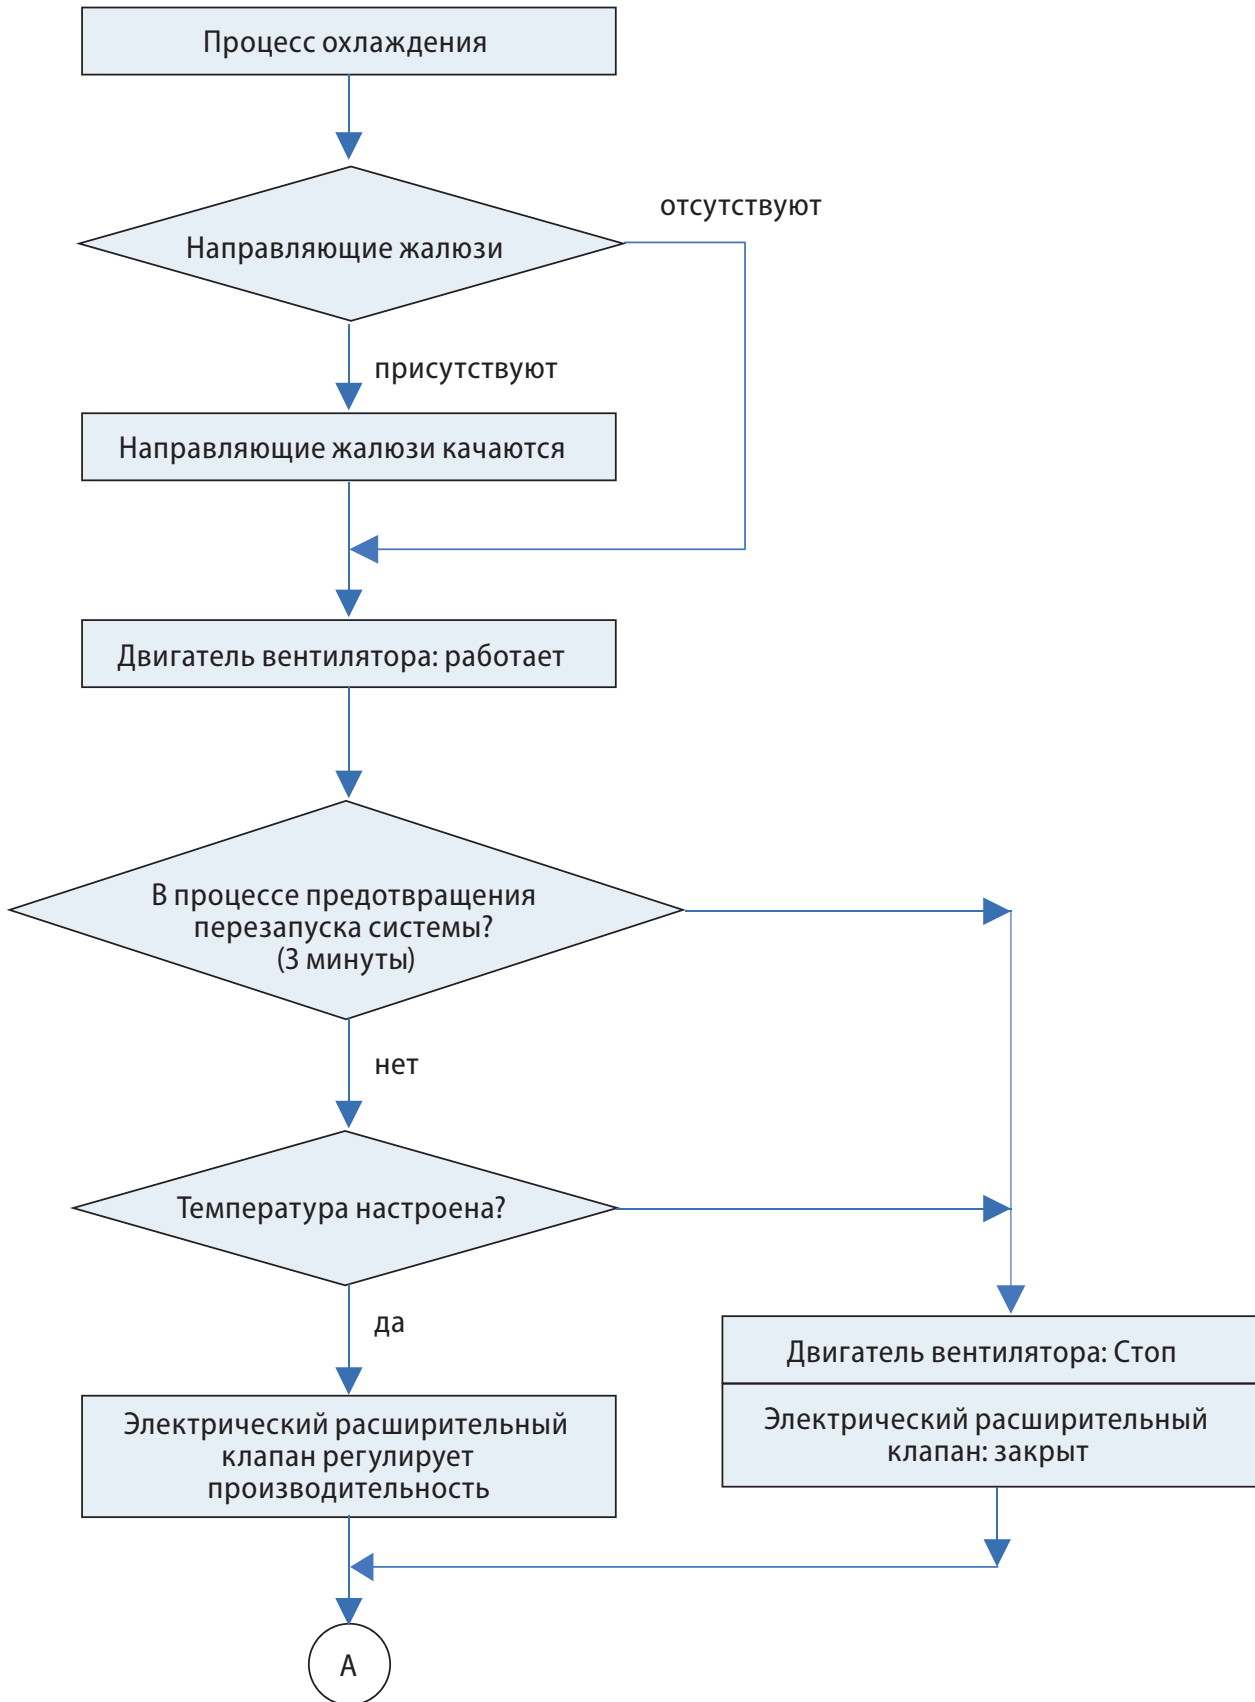 Процесс охлаждения
отсутствуют
Направляющие жалюзи
присутствуют
Направляющие жалюзи качаются
Двигатель вентилятора: работает
В процессе предотвращения
перезапуска системы?
(3 минуты)
нет
Температура настроена?
да
Двигатель вентилятора: Стоп
Электрический расширительный
клапан: закрыт
Электрический расширительный
клапан регулирует
производительность
А